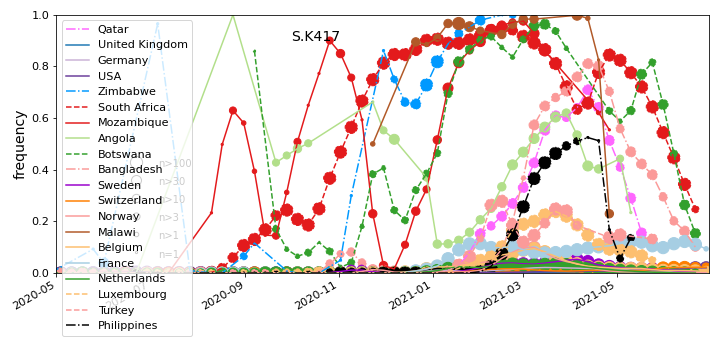 S.K417
frequency
1.0
0.8
0.6
0.4
0.2
0.0
Qatar
United Kingdom
Germany
USA
Zimbabwe
South Africa
Mozambique
Angola
Botswana
Bangladesh
Sweden
Switzerland
Norway
Malawi
Belgium
France
Netherlands
Luxembourg
Turkey
Philippines
n>100
n>30
n>10
n>3
n>1
n=1
2020-05
2020-09
2020-11
2021-01
2021-03
2021-05